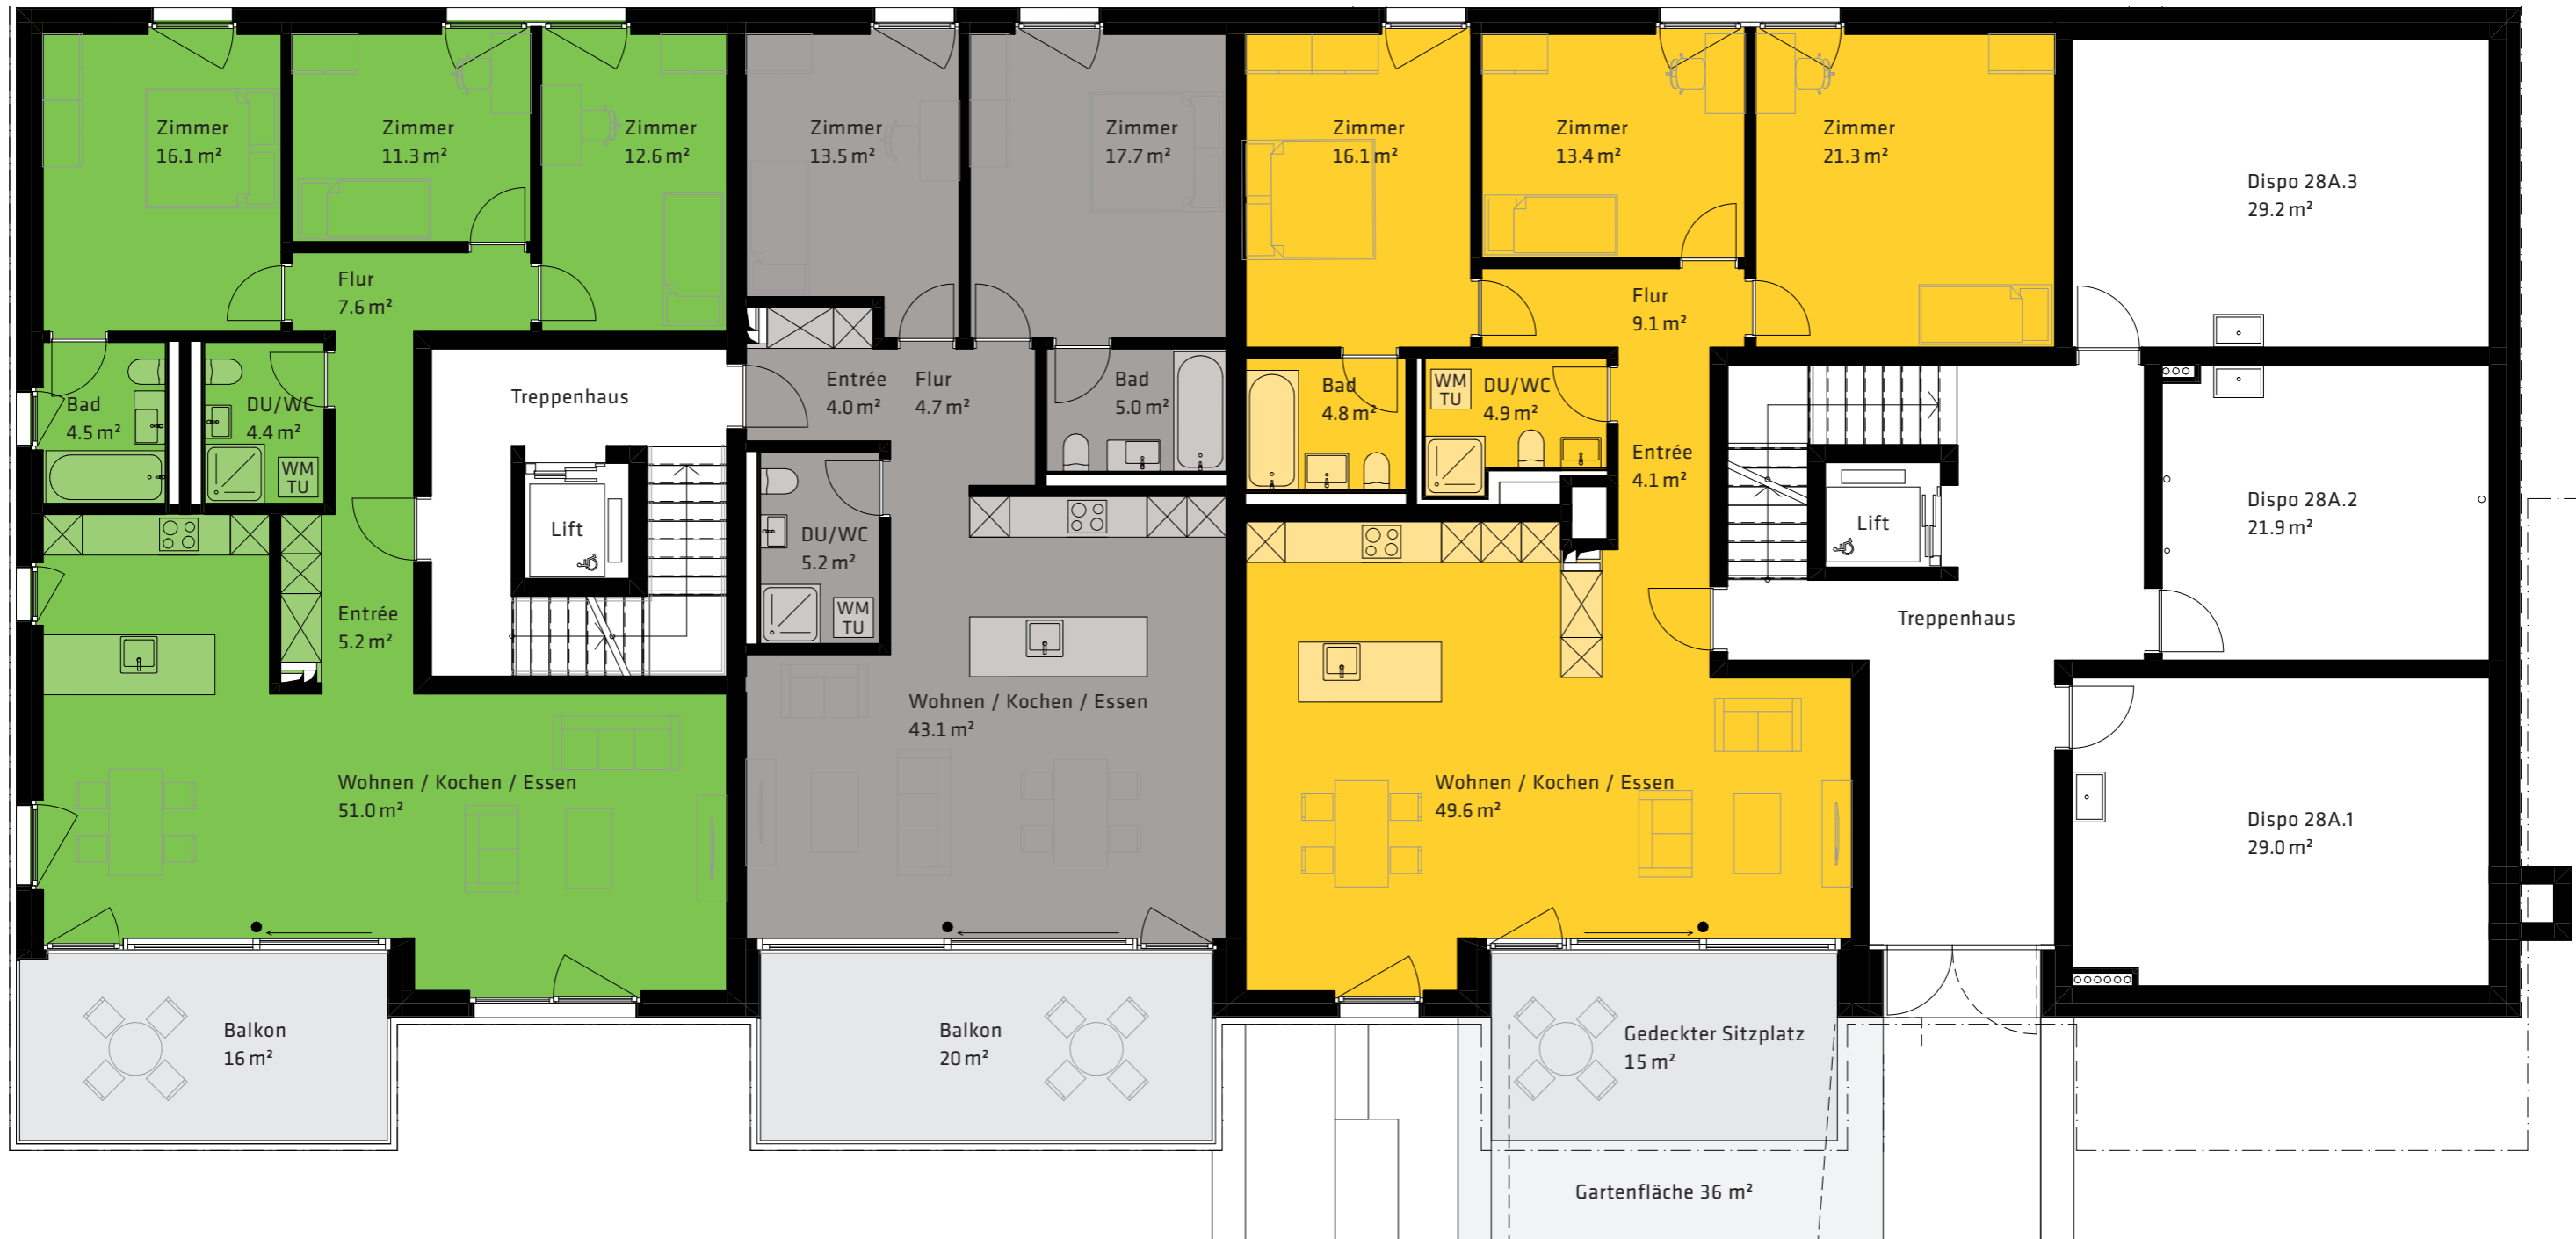 Zimmer
16.1 m²
Zimmer
11.3 m²
Zimmer
12.6 m²
Zimmer
13.5 m²
Zimmer
17.7 m²
Zimmer
16.1 m²
Zimmer
13.4 m²
Zimmer
21.3 m²
Dispo 28A.3
29.2 m²
Flur
7.6 m²
Flur
9.1 m²
Bad
4.5 m²
DU/WC
4.4 m²
WM
TU
Treppenhaus
Lift
Entrée
4.0 m²
Flur
4.7 m²
Bad
5.0 m²
Bad
4.8 m²
WM
TU
DU/WC
4.9 m²
Entrée
4.1 m²
Lift
Dispo 28A.2
21.9 m²
DU/WC
5.2 m²
WM
TU
Entrée
5.2 m²
Treppenhaus
Wohnen / Kochen / Essen
51.0 m²
Wohnen / Kochen / Essen
43.1 m²
Wohnen / Kochen / Essen
49.6 m²
Dispo 28A.1
29.0 m²
Balkon
16 m²
Balkon
20 m²
Gedeckter Sitzplatz
15 m²
Gartenfläche 36 m²